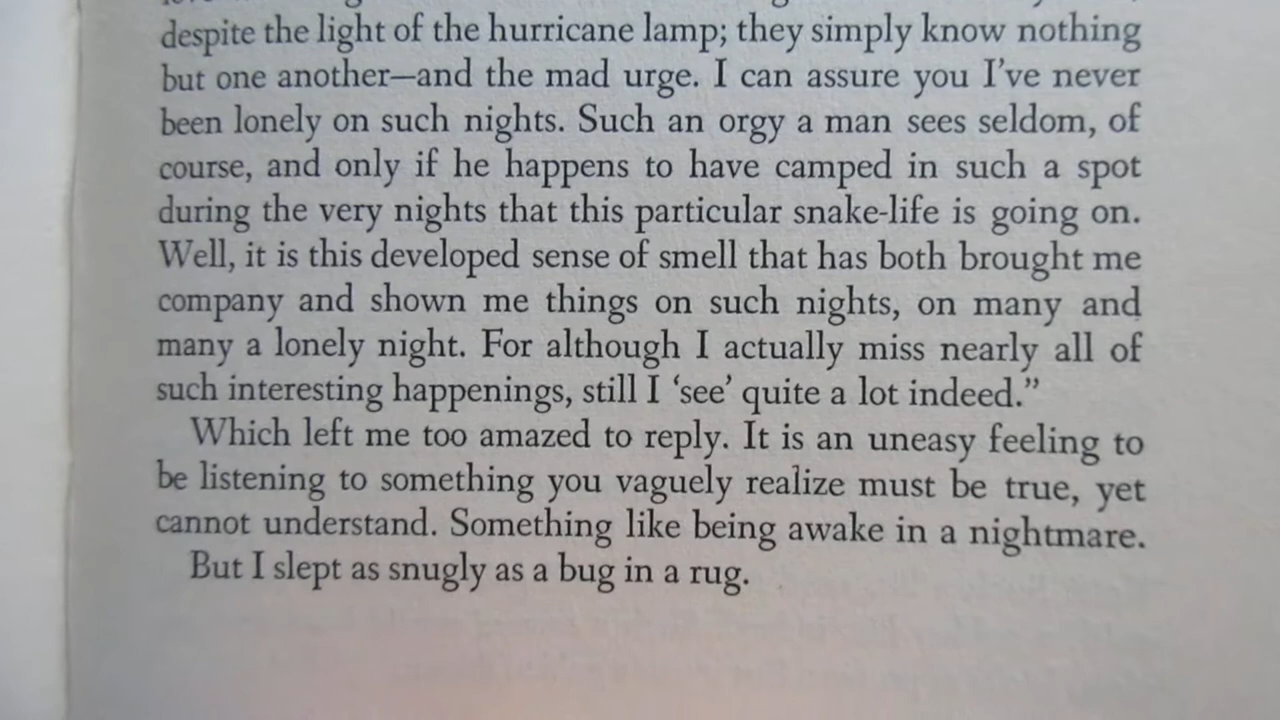 despite the light of the hurricane lamp; they simply know nothing
but one another—and the mad urge. I can assure you I've never
been lonely on such nights. Such an orgy a man sees seldom, of
course, and only if he happens to have camped in such a spot
during the very nights that this particular snake-life is going on.
Well, it is this developed sense of smell that has both brought me
company and shown me things on such nights, on many and
many a lonely night. For although I actually miss nearly all of
such interesting happenings, still I ‘see’ quite a lot indeed.”
Which left me too amazed to reply. It is an uneasy feeling to
be listening to something you vaguely realize must be true, yet
cannot understand. Something like being awake in a nightmare.
But I slept as snugly as a bug in a rug.